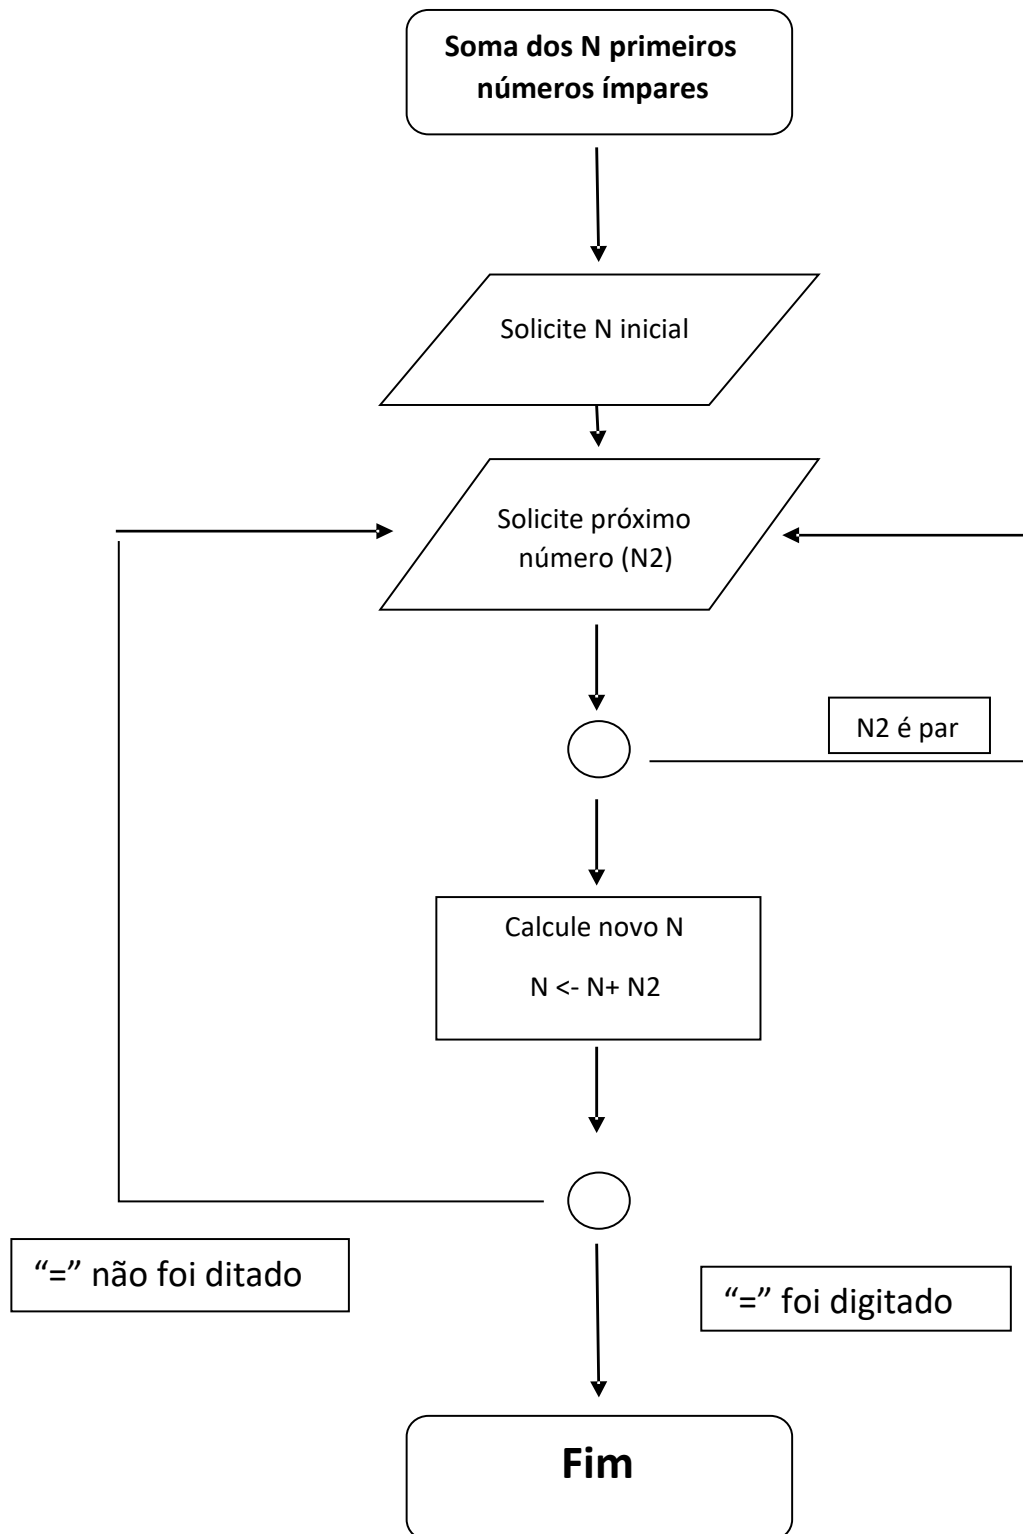 Soma dos N primeiros
números ímpares
Solicite N inicial
Solicite próximo
número (N2)
N2 é par
Calcule novo N
N <- N+ N2
“=” não foi ditado
“=” foi digitado
Fim